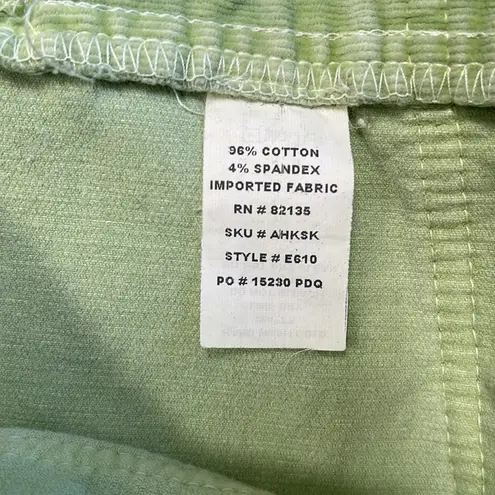 96% COTTON
4% SPANDEX
IMPORTED FABRIC
RN # 82135
SKU # AHKSK
STYLE # E610
PO # 15230 PDQ